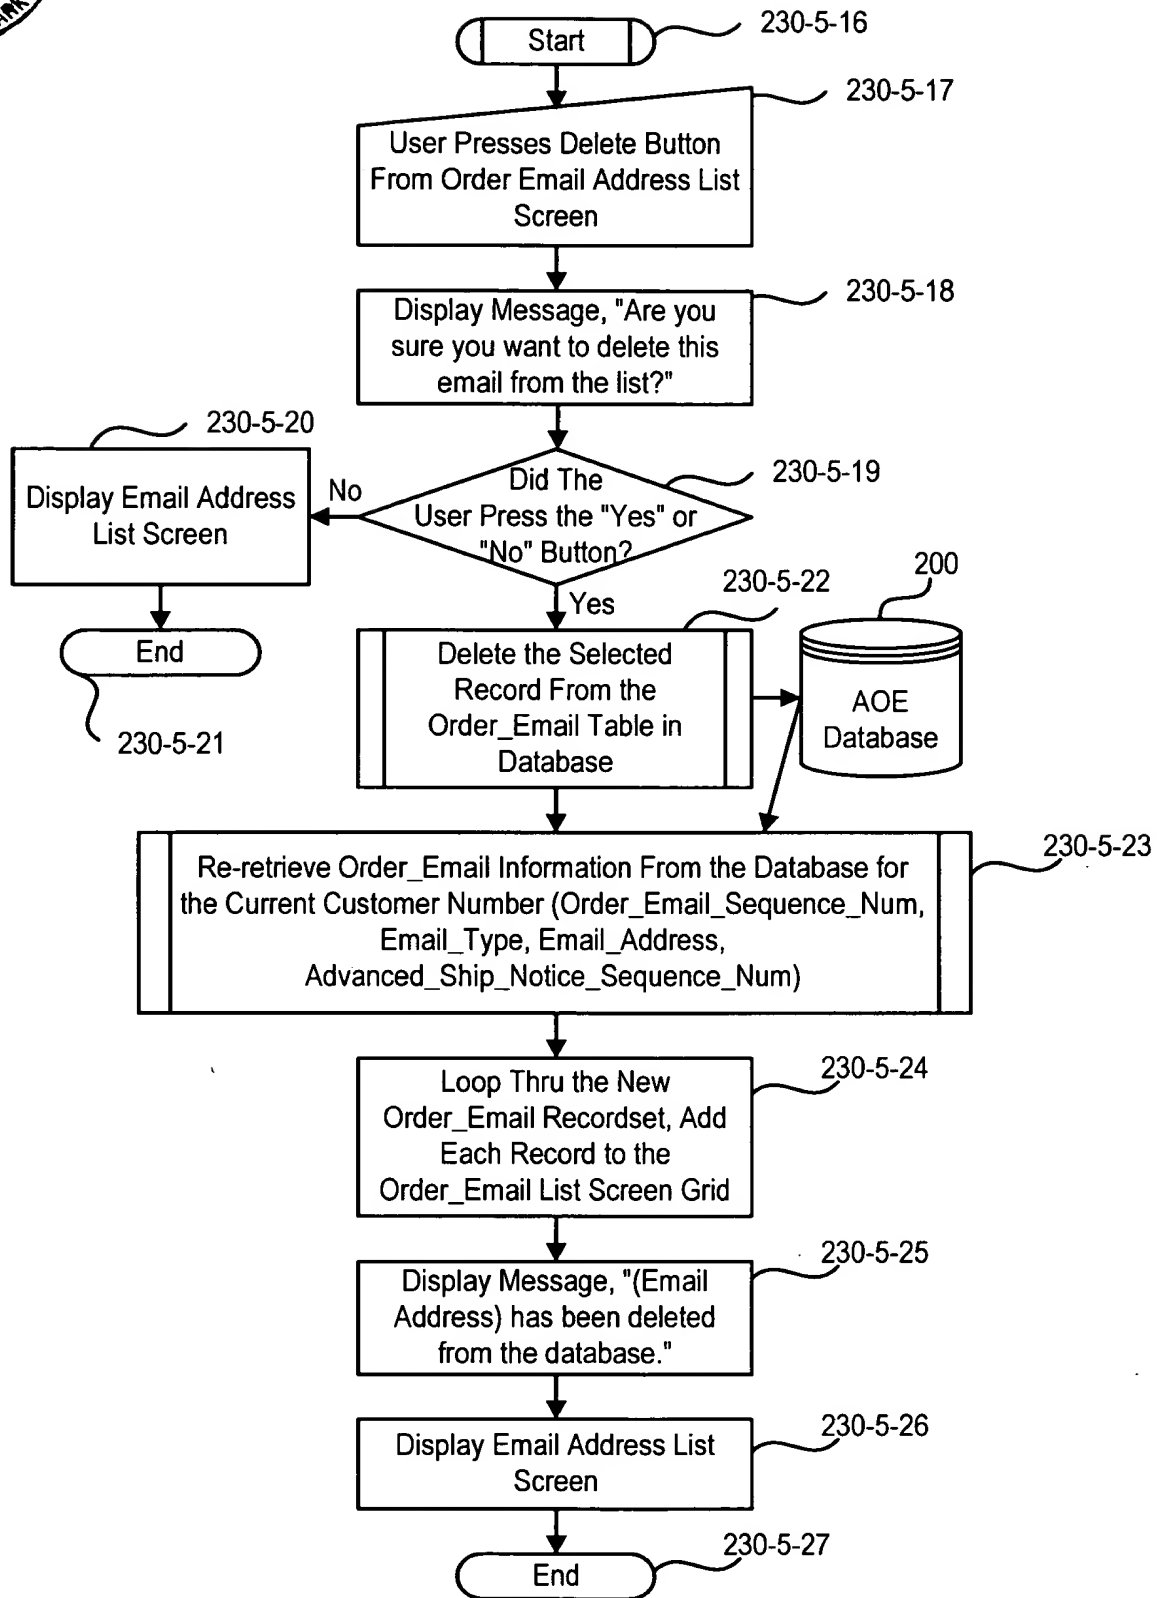 Start
230-5-16
230-5-17
User Presses Delete Button
From Order Email Address List
Screen
230-5-18
Display Message, "Are you
sure you want to delete this
email from the list?"
230-5-20
Display Email Address
List Screen
No
230-5-19
Did The
User Press the "Yes" or
"No" Button?
End
230-5-21
Yes
230-5-22
Delete the Selected
Record From the
Order_Email Table in
Database
200
AOE
Database
230-5-23
Re-retrieve Order_Email Information From the Database for
the Current Customer Number (Order_Email_Sequence_Num,
Email_Type, Email_Address,
Advanced_Ship_Notice_Sequence_Num)
230-5-24
Loop Thru the New
Order_Email Recordset, Add
Each Record to the
Order_Email List Screen Grid
230-5-25
Display Message, "(Email
Address) has been deleted
from the database."
230-5-26
Display Email Address List
Screen
230-5-27
End